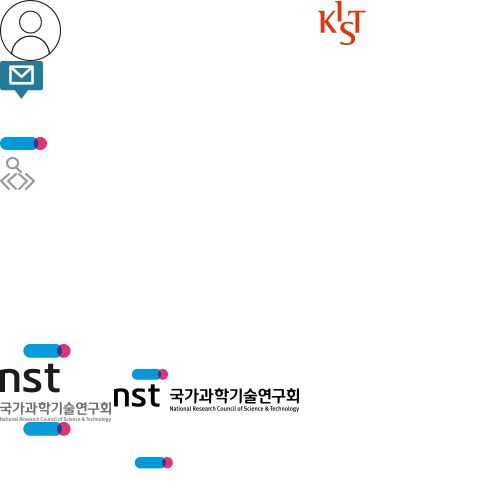 KIST
nst
국가과학기술연구회
National Research Council of Science & Technology
nst
국가과학기술연구회
National Research Council of Science & Technology